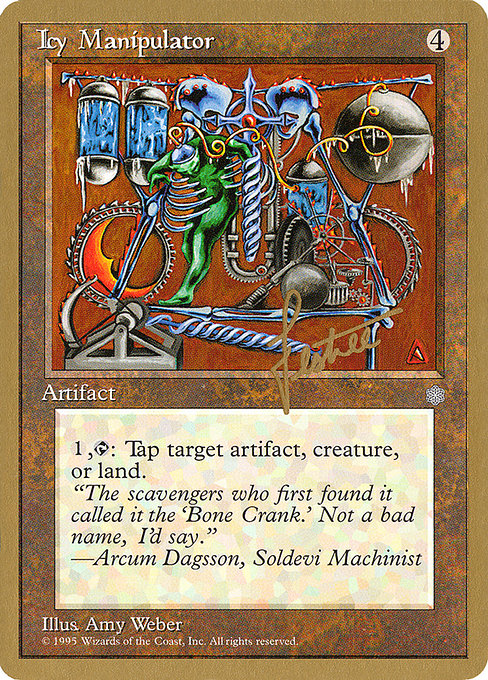 Icy Manipulator 4
Artifact
1,: Tap target artifact, creature,
or land.
“The scavengers who first found it
called it the ‘Bone Crank.’ Not a bad
name, I’d say.”
—Arcum Dagsson, Soldevi Machinist
Illus. Amy Weber
© 1995 Wizards of the Coast, Inc. All rights reserved.